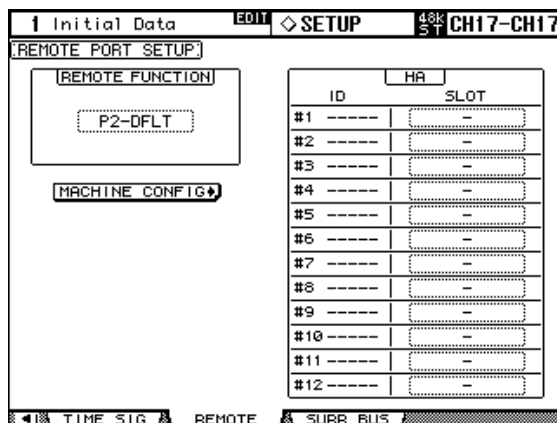 1 Initial Data EDIT ◇SETUP 48k ST CH17-CH17
REMOTE PORT SETUP
REMOTE FUNCTION
P2-DFLT
MACHINE CONFIG
HA
ID SLOT
#1 ----- -
#2 ----- -
#3 ----- -
#4 ----- -
#5 ----- -
#6 ----- -
#7 ----- -
#8 ----- -
#9 ----- -
#10 ----- -
#11 ----- -
#12 ----- -
TIME SIG REMOTE SURR BUS